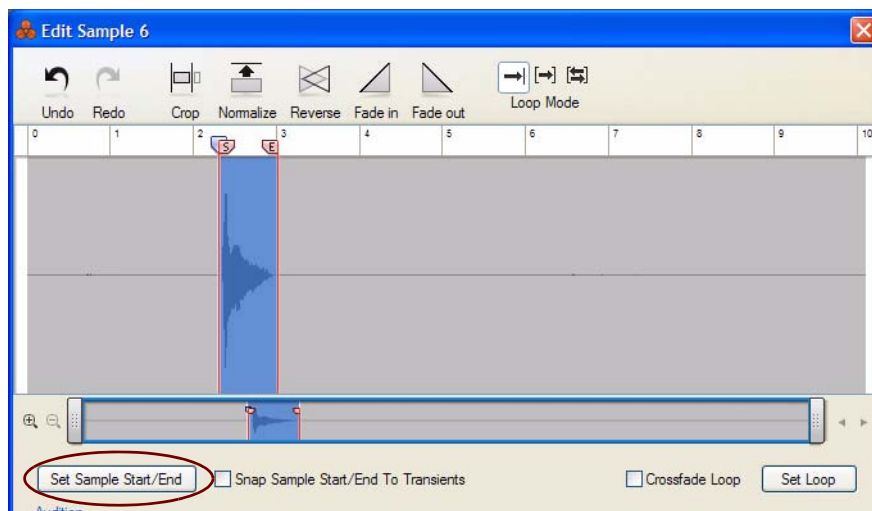 Edit Sample 6
Undo Redo Crop Normalize Reverse Fade in Fade out Loop Mode
0 1 2 3 4 5 6 7 8 9 10
S E
Set Sample Start/End Snap Sample Start/End To Transients Crossfade Loop Set Loop
Audition